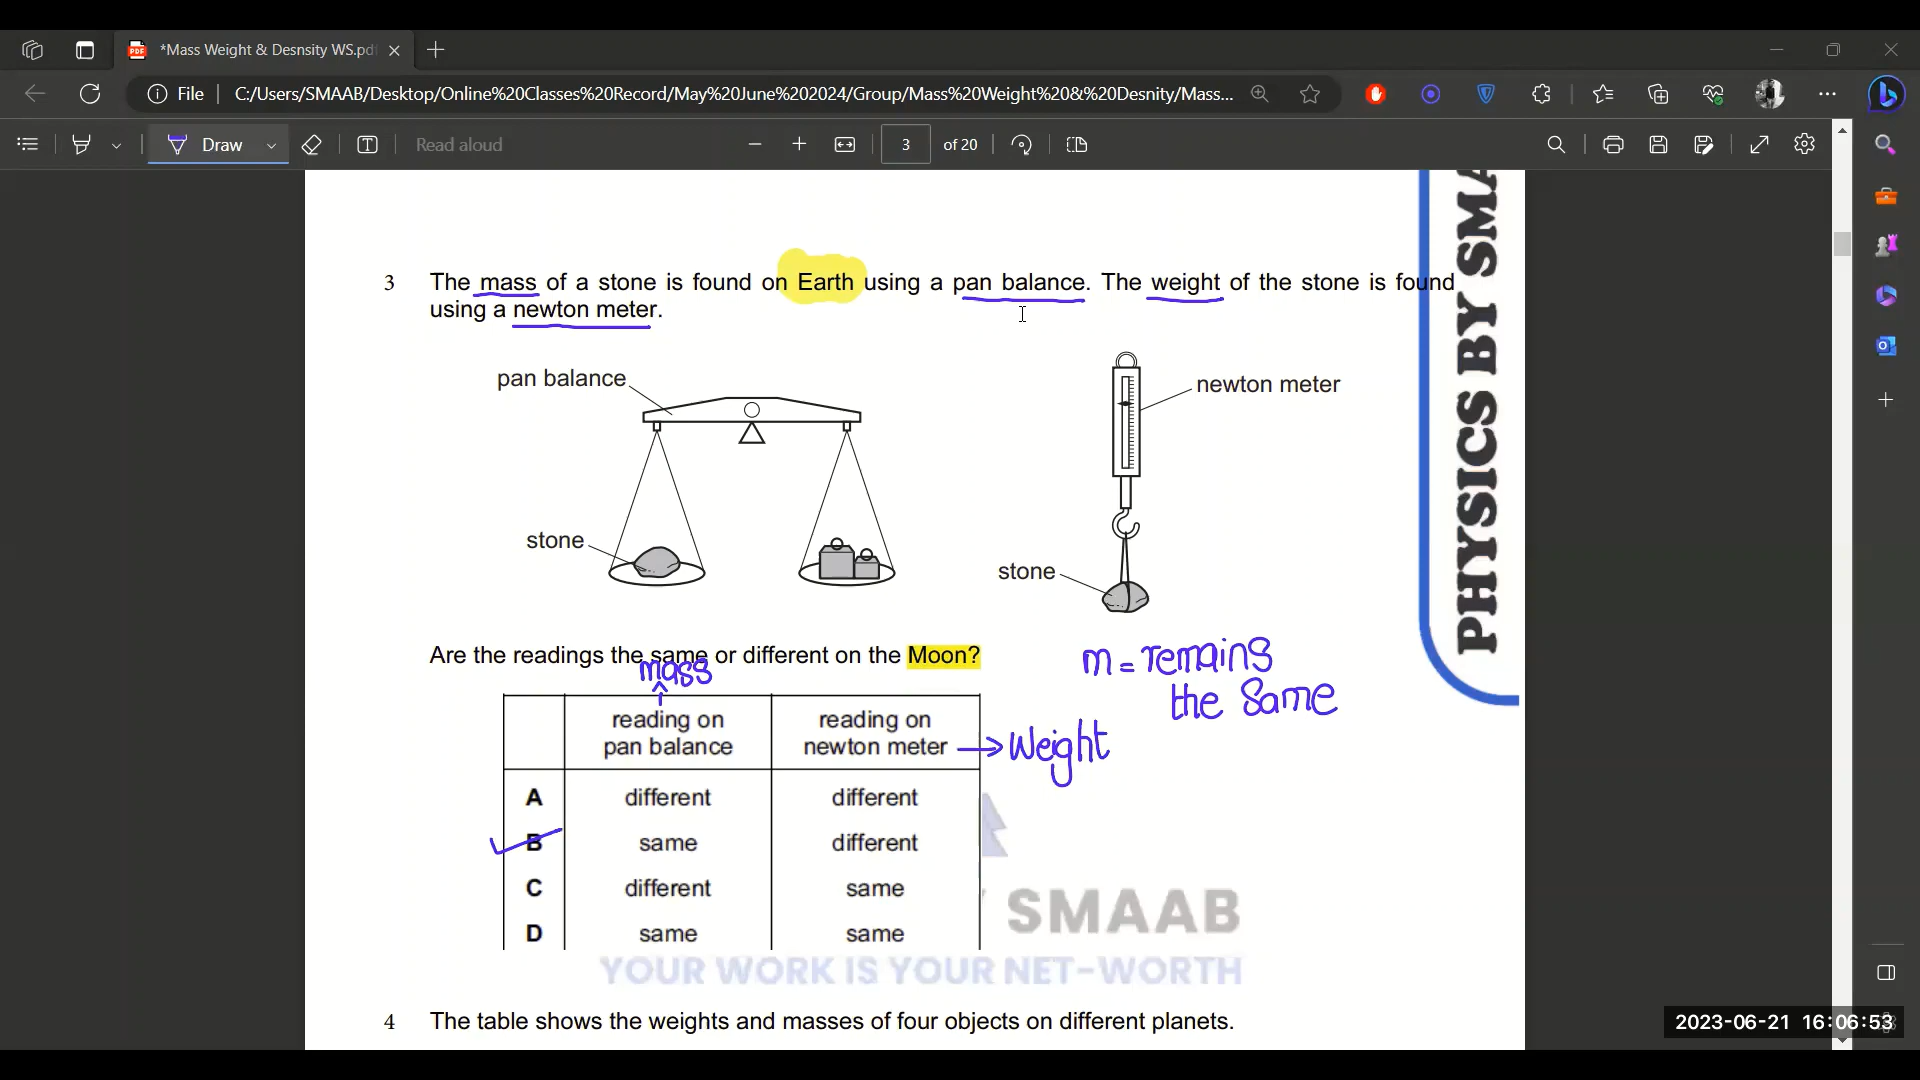 *Mass Weight & Desnsity WS.pdf
File
C:/Users/SMAAB/Desktop/Online%20Classes%20Record/May%20June%202024/Group/Mass%20Weight%20&%20Desnity/Mass...
Draw
Read aloud
3
of 20
3 The mass of a stone is found on Earth using a pan balance. The weight of the stone is found
using a newton meter.
pan balance
newton meter
stone
stone
Are the readings the same or different on the Moon?
mass
m = remains
the same
reading on
pan balance
reading on
newton meter
Weight
A different different
B same different
C different same
D same same
SMAAB
YOUR WORK IS YOUR NET-WORTH
4 The table shows the weights and masses of four objects on different planets.
PHYSICS BY SMA
2023-06-21 16:06:53